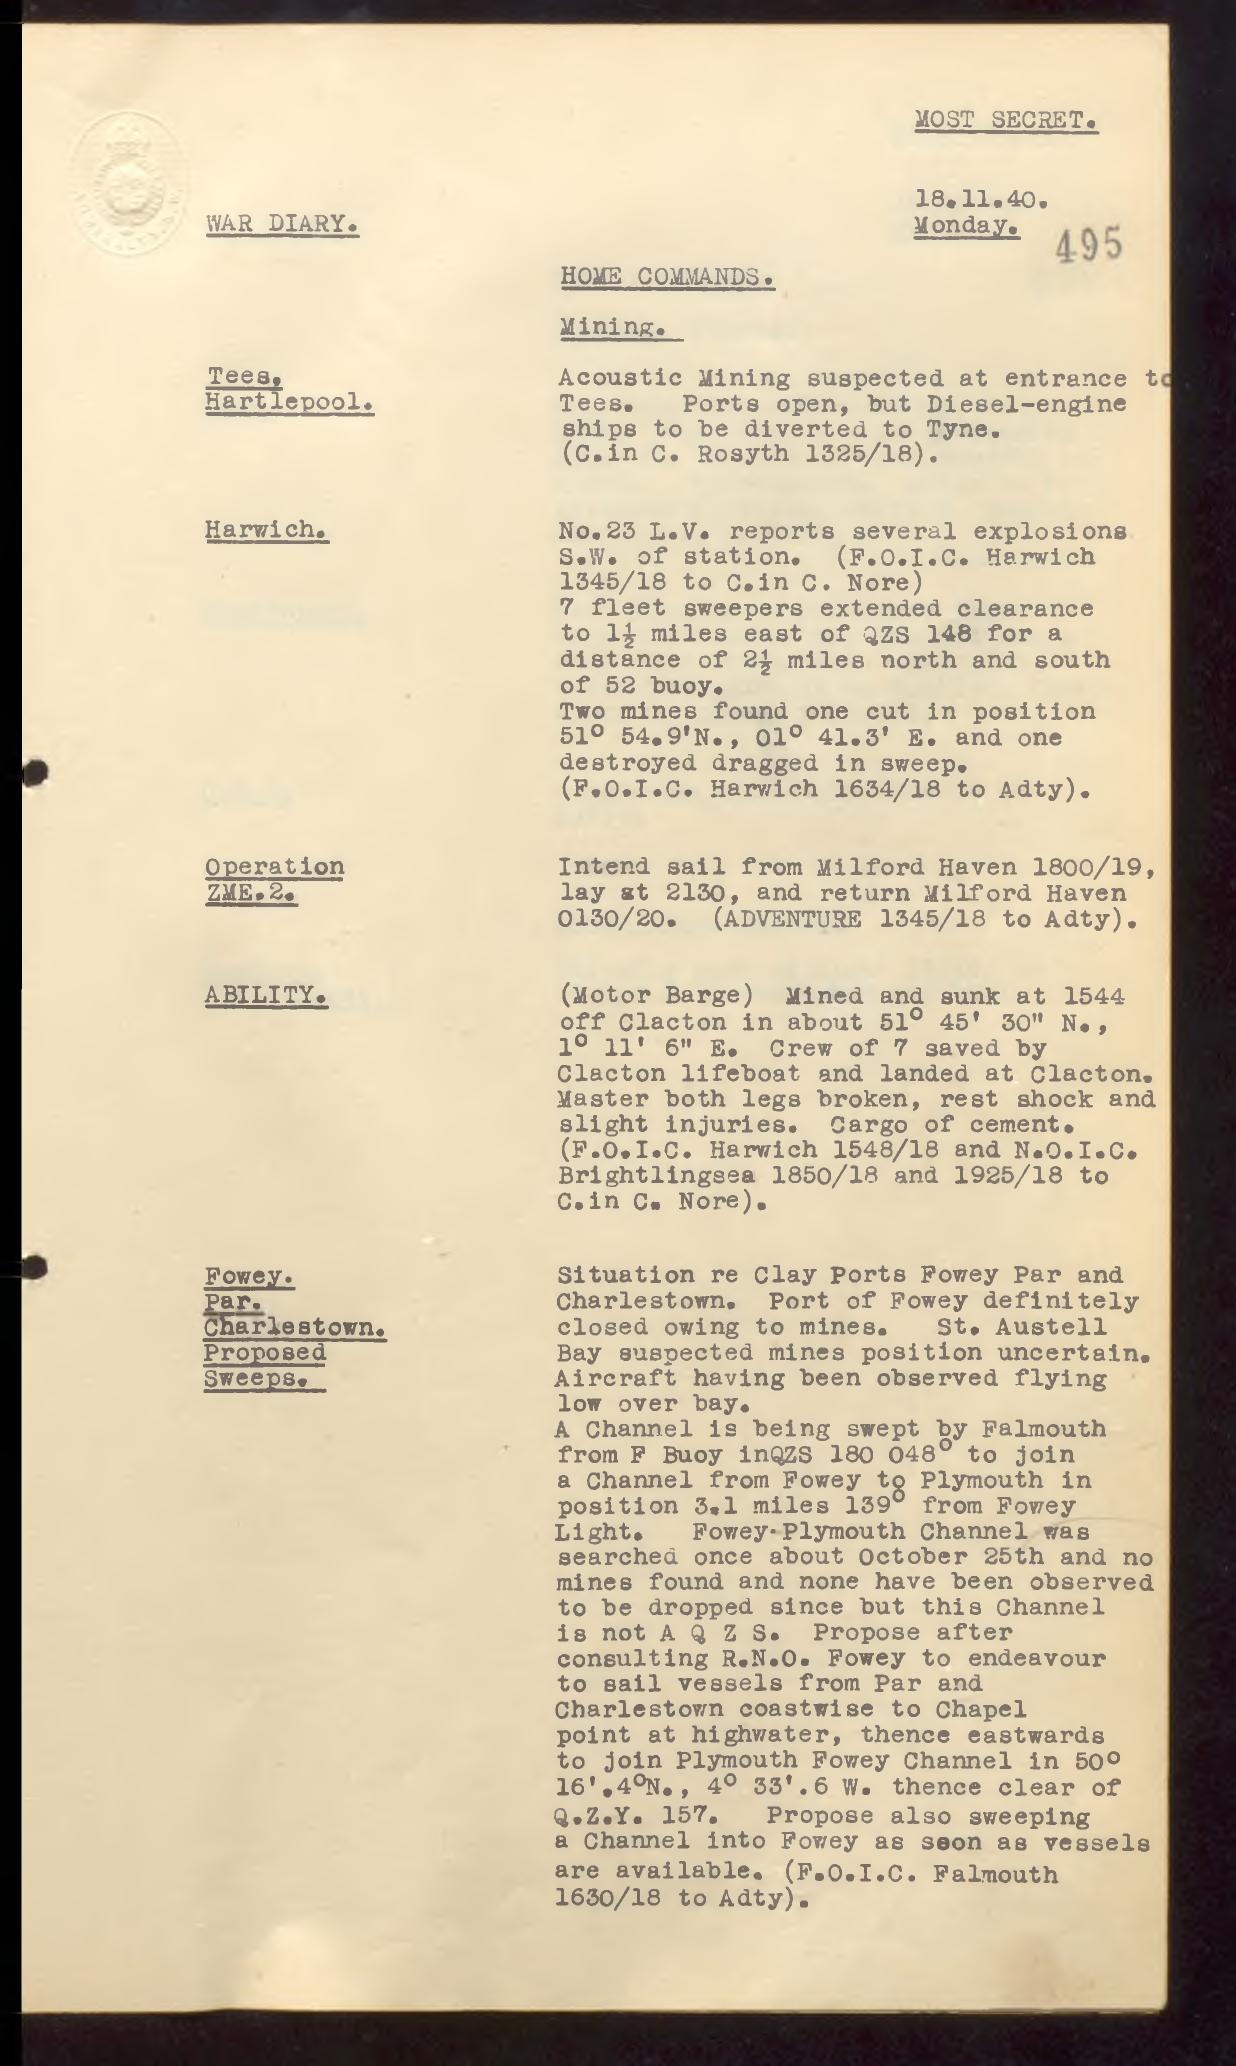 MOST SECRET.
18.11.40.
WAR DIARY.
Monday.
495
HOME COMMANDS.
Mining.
Tees,
Hartlepool.
Acoustic Mining suspected at entrance to
Tees. Ports open, but Diesel-engine
ships to be diverted to Tyne.
(C.in C. Rosyth 1325/18).
Harwich.
No.23 L.V. reports several explosions
S.W. of station. (F.O.I.C. Harwich
1345/18 to C.in C. Nore)
7 fleet sweepers extended clearance
to 1½ miles east of QZS 148 for a
distance of 2½ miles north and south
of 52 buoy.
Two mines found one cut in position
51° 54.9'N., 01° 41.3' E. and one
destroyed dragged in sweep.
(F.O.I.C. Harwich 1634/18 to Adty).
Operation
ZME.2.
Intend sail from Milford Haven 1800/19,
lay at 2130, and return Milford Haven
0130/20. (ADVENTURE 1345/18 to Adty).
ABILITY.
(Motor Barge) Mined and sunk at 1544
off Clacton in about 51° 45' 30" N.,
1° 11' 6" E. Crew of 7 saved by
Clacton lifeboat and landed at Clacton.
Master both legs broken, rest shock and
slight injuries. Cargo of cement.
(F.O.I.C. Harwich 1548/18 and N.O.I.C.
Brightlingsea 1850/18 and 1925/18 to
C.in C. Nore).
Fowey.
Par.
Charlestown.
Proposed
Sweeps.
Situation re Clay Ports Fowey Par and
Charlestown. Port of Fowey definitely
closed owing to mines. St. Austell
Bay suspected mines position uncertain.
Aircraft having been observed flying
low over bay.
A Channel is being swept by Falmouth
from F Buoy inQZS 180 048° to join
a Channel from Fowey to Plymouth in
position 3.1 miles 139° from Fowey
Light. Fowey-Plymouth Channel was
searched once about October 25th and no
mines found and none have been observed
to be dropped since but this Channel
is not A Q Z S. Propose after
consulting R.N.O. Fowey to endeavour
to sail vessels from Par and
Charlestown coastwise to Chapel
point at highwater, thence eastwards
to join Plymouth Fowey Channel in 50°
16'.4°N., 4° 33'.6 W. thence clear of
Q.Z.Y. 157. Propose also sweeping
a Channel into Fowey as soon as vessels
are available. (F.O.I.C. Falmouth
1630/18 to Adty).